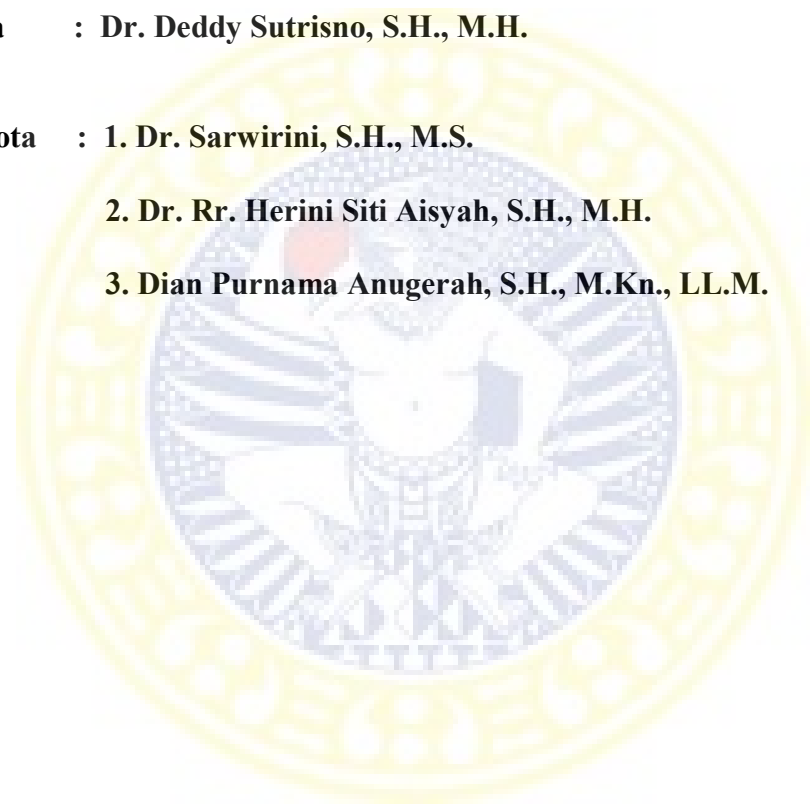 a : Dr. Deddy Sutrisno, S.H., M.H.
ota : 1. Dr. Sarwirini, S.H., M.S.
2. Dr. Rr. Herini Siti Aisyah, S.H., M.H.
3. Dian Purnama Anugerah, S.H., M.Kn., LL.M.